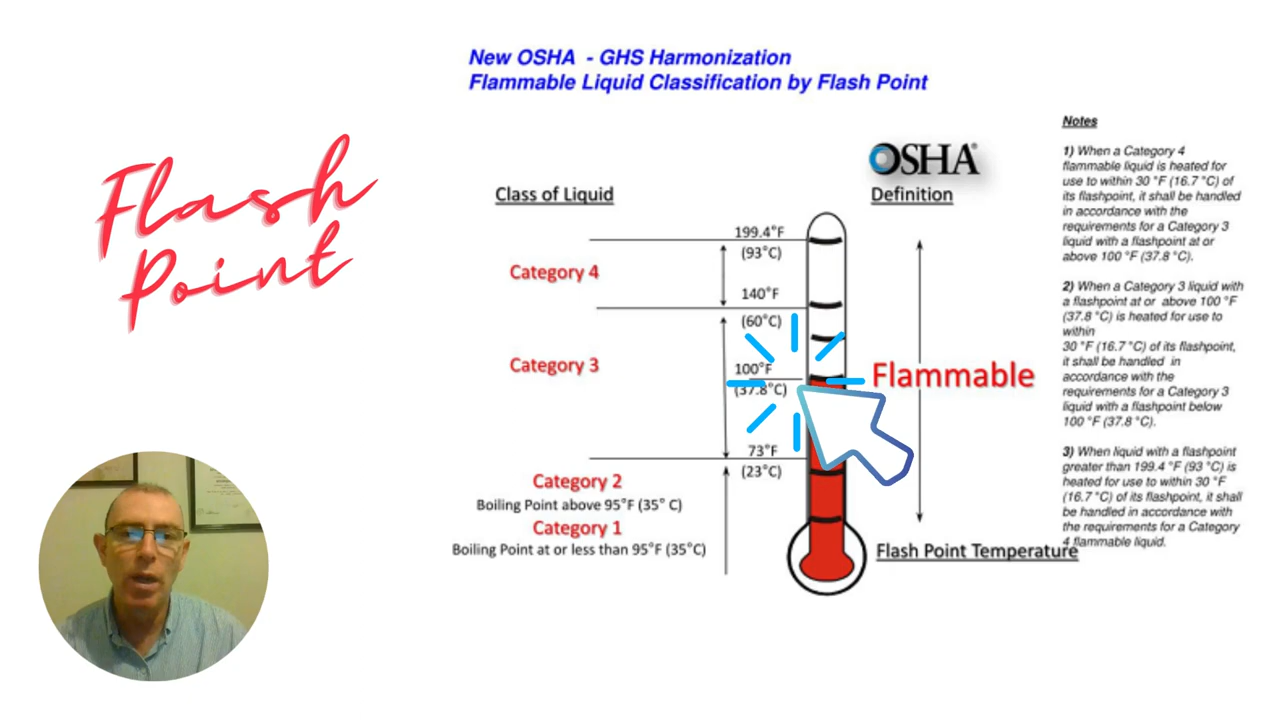 New OSHA - GHS Harmonization
Flammable Liquid Classification by Flash Point
Flash
Point
OSHA®
Class of Liquid
Definition
199.4°F
(93°C)
Category 4
140°F
(60°C)
Category 3
100°F
(37.8°C)
Flammable
73°F
(23°C)
Category 2
Boiling Point above 95°F (35° C)
Category 1
Boiling Point at or less than 95°F (35°C)
Flash Point Temperature
Notes
1) When a Category 4
flammable liquid is heated for
use to within 30 °F (16.7 °C) of
its flashpoint, it shall be handled
in accordance with the
requirements for a Category 3
liquid with a flashpoint at or
above 100 °F (37.8 °C).
2) When a Category 3 liquid with
a flashpoint at or above 100 °F
(37.8 °C) is heated for use to
within
30 °F (16.7 °C) of its flashpoint,
it shall be handled in
accordance with the
requirements for a Category 3
liquid with a flashpoint below
100 °F (37.8 °C).
3) When liquid with a flashpoint
greater than 199.4 °F (93 °C) is
heated for use to within 30 °F
(16.7 °C) of its flashpoint, it shall
be handled in accordance with
the requirements for a Category
4 flammable liquid.